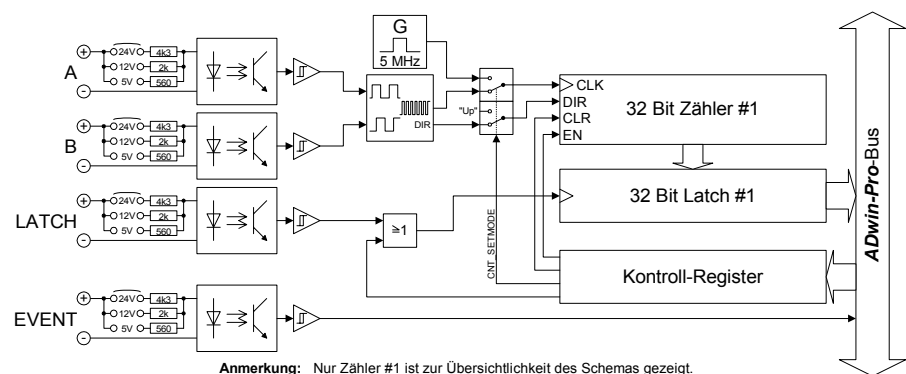 G
5 MHz
A
24V 4k3
12V 2k
5V 560
B
24V 4k3
12V 2k
5V 560
LATCH
24V 4k3
12V 2k
5V 560
EVENT
24V 4k3
12V 2k
5V 560
DIR
"Up"
CNT_SETMODE
≥1
CLK
DIR
CLR
EN
32 Bit Zähler #1
32 Bit Latch #1
Kontroll-Register
ADwin-Pro-Bus
Anmerkung: Nur Zähler #1 ist zur Übersichtlichkeit des Schemas gezeigt.